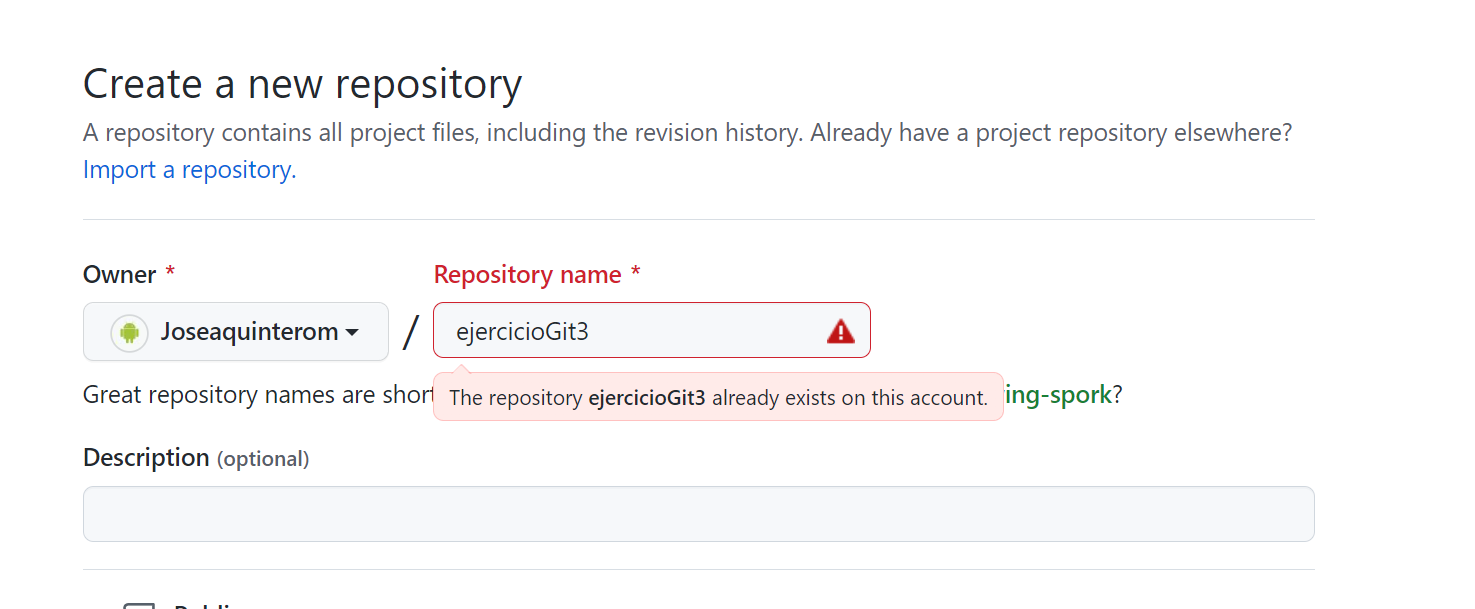 Create a new repository
A repository contains all project files, including the revision history. Already have a project repository elsewhere?
Import a repository.
Owner *
Repository name *
Joseaquinterom
/
ejercicioGit3
Great repository names are short
ing-spork?
The repository ejercicioGit3 already exists on this account.
Description (optional)